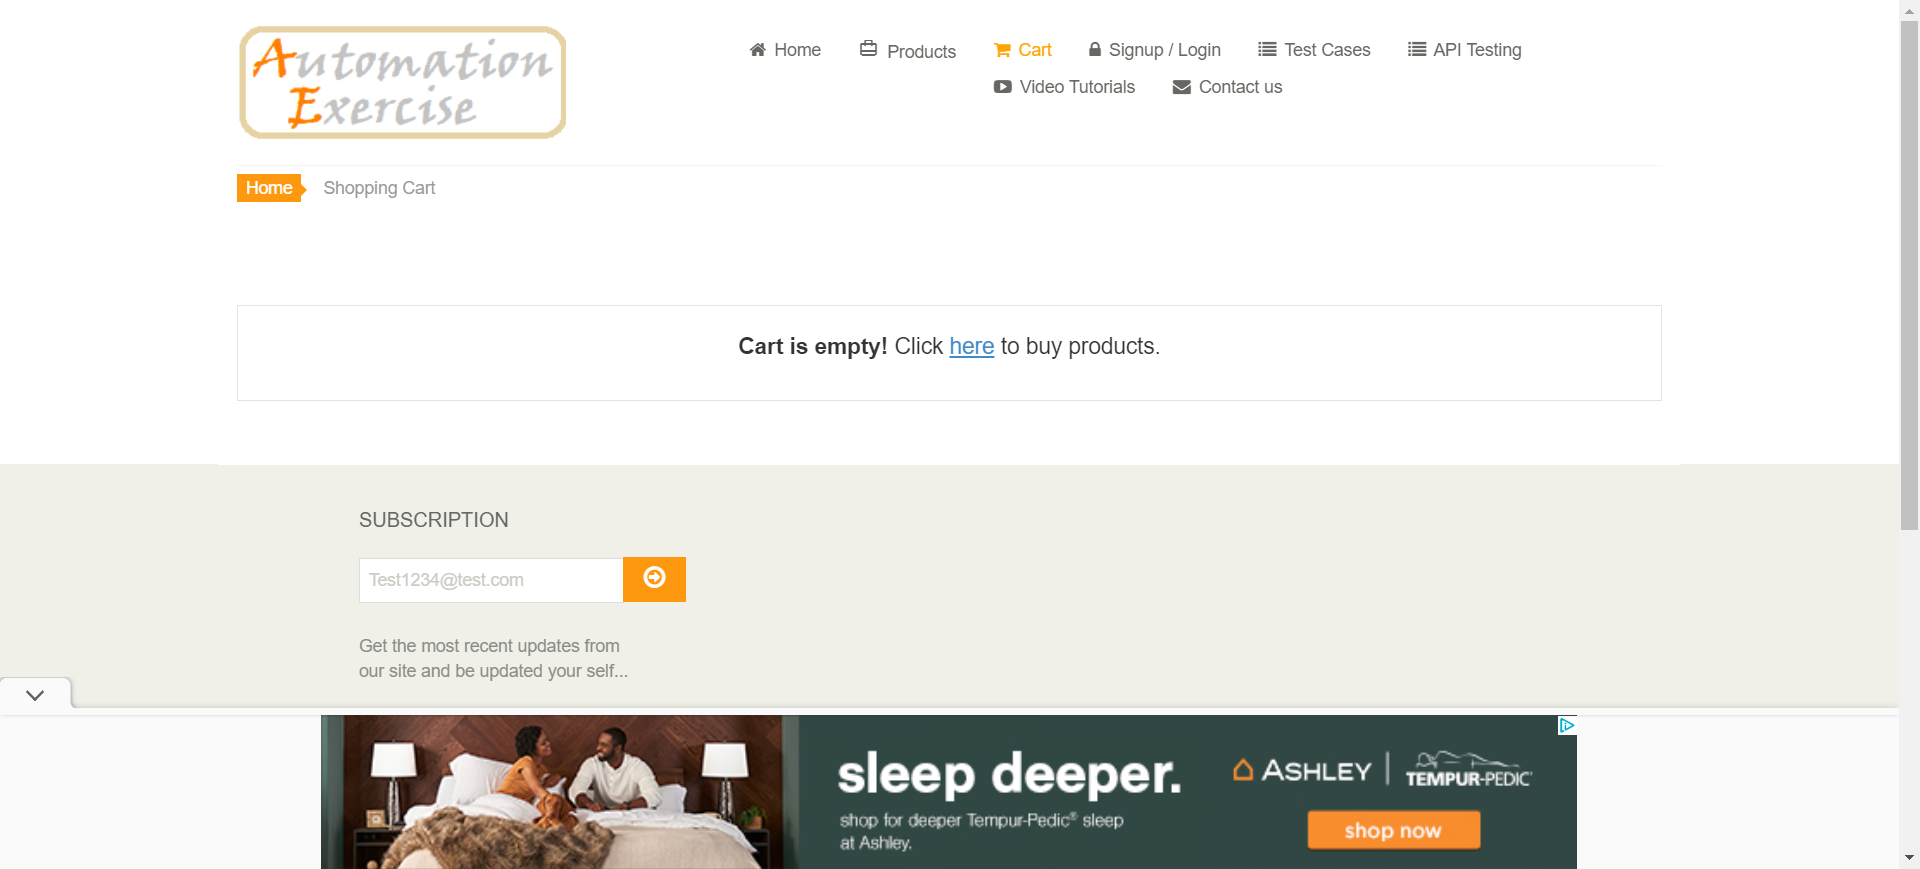 Automation
Exercise
Home
Products
Cart
Signup / Login
Test Cases
API Testing
Video Tutorials
Contact us
Home
Shopping Cart
Cart is empty! Click here to buy products.
SUBSCRIPTION
Test1234@test.com
Get the most recent updates from
our site and be updated your self...
sleep deeper.
shop for deeper Tempur-Pedic® sleep
at Ashley.
ASHLEY | TEMPUR-PEDIC®
shop now